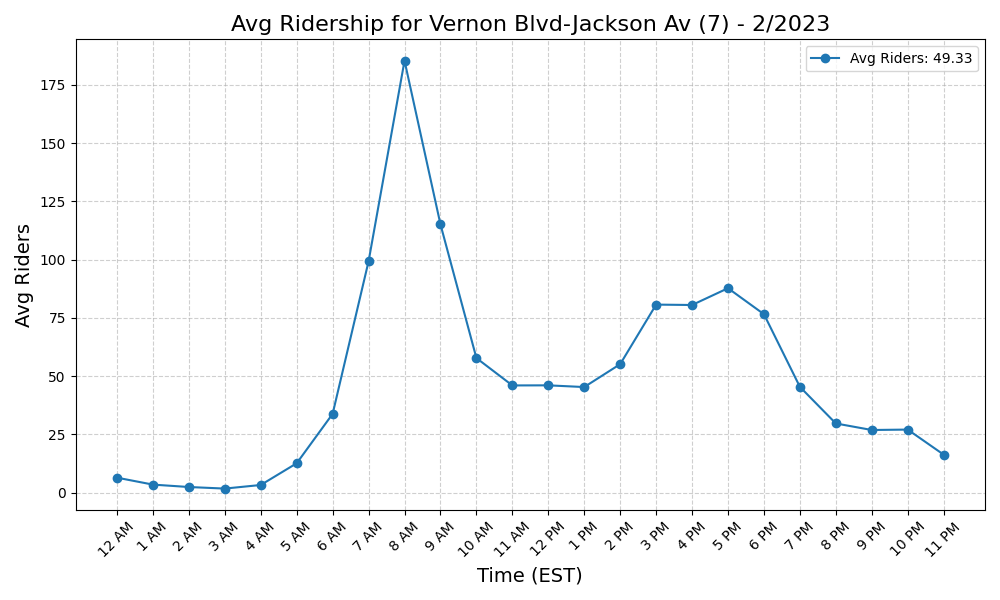 Avg Ridership for Vernon Blvd-Jackson Av (7) - 2/2023
Avg Riders: 49.33
Avg Riders
175
150
125
100
75
50
25
0
12 AM
1 AM
2 AM
3 AM
4 AM
5 AM
6 AM
7 AM
8 AM
9 AM
10 AM
11 AM
12 PM
1 PM
2 PM
3 PM
4 PM
5 PM
6 PM
7 PM
8 PM
9 PM
10 PM
11 PM
Time (EST)